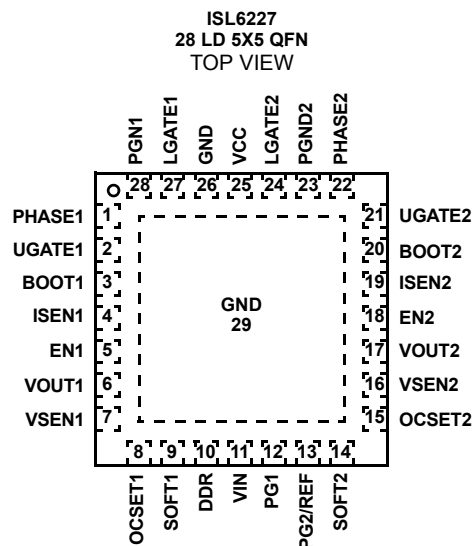 ISL6227
28 LD 5X5 QFN
TOP VIEW
PGN1
LGATE1
GND
VCC
LGATE2
PGND2
PHASE2
28 27 26 25 24 23 22
PHASE1 1
UGATE1 2
BOOT1 3
ISEN1 4
EN1 5
VOUT1 6
VSEN1 7
GND
29
21 UGATE2
20 BOOT2
19 ISEN2
18 EN2
17 VOUT2
16 VSEN2
15 OCSET2
8 9 10 11 12 13 14
OCSET1
SOFT1
DDR
VIN
PG1
PG2/REF
SOFT2